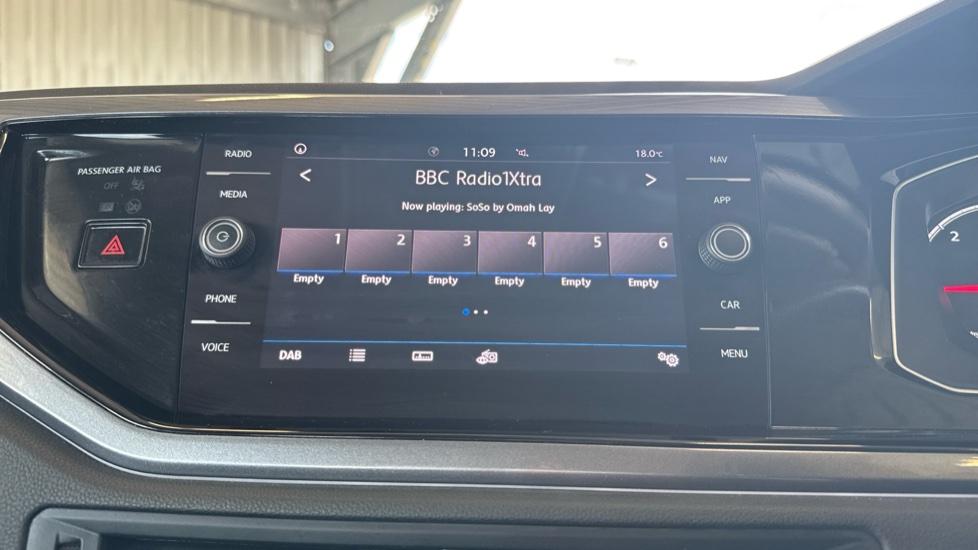 PASSENGER AIR BAG
OFF
RADIO
MEDIA
PHONE
VOICE
11:09
18.0°C
BBC Radio1Xtra
Now playing: SoSo by Omah Lay
1 2 3 4 5 6
Empty Empty Empty Empty Empty Empty
DAB
NAV
APP
CAR
MENU
2